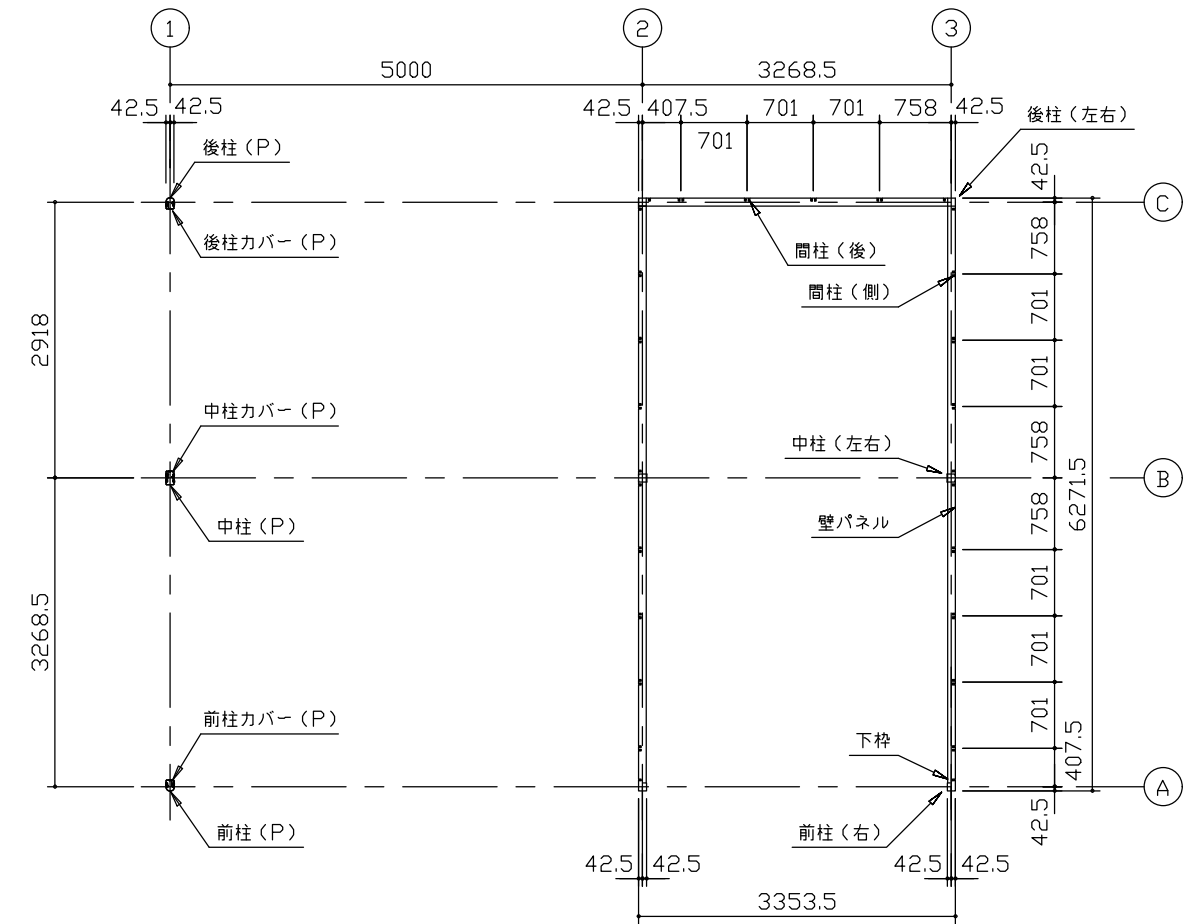 1
2
3
5000
3268.5
42.5
42.5
42.5
407.5
701
701
701
758
42.5
後柱（左右）
後柱（P）
後柱カバー（P）
間柱（後）
間柱（側）
42.5
C
758
701
701
758
2918
中柱カバー（P）
中柱（左右）
B
中柱（P）
壁パネル
6271.5
758
701
701
701
407.5
3268.5
前柱カバー（P）
下枠
A
前柱（P）
前柱（右）
42.5
42.5
42.5
42.5
42.5
3353.5